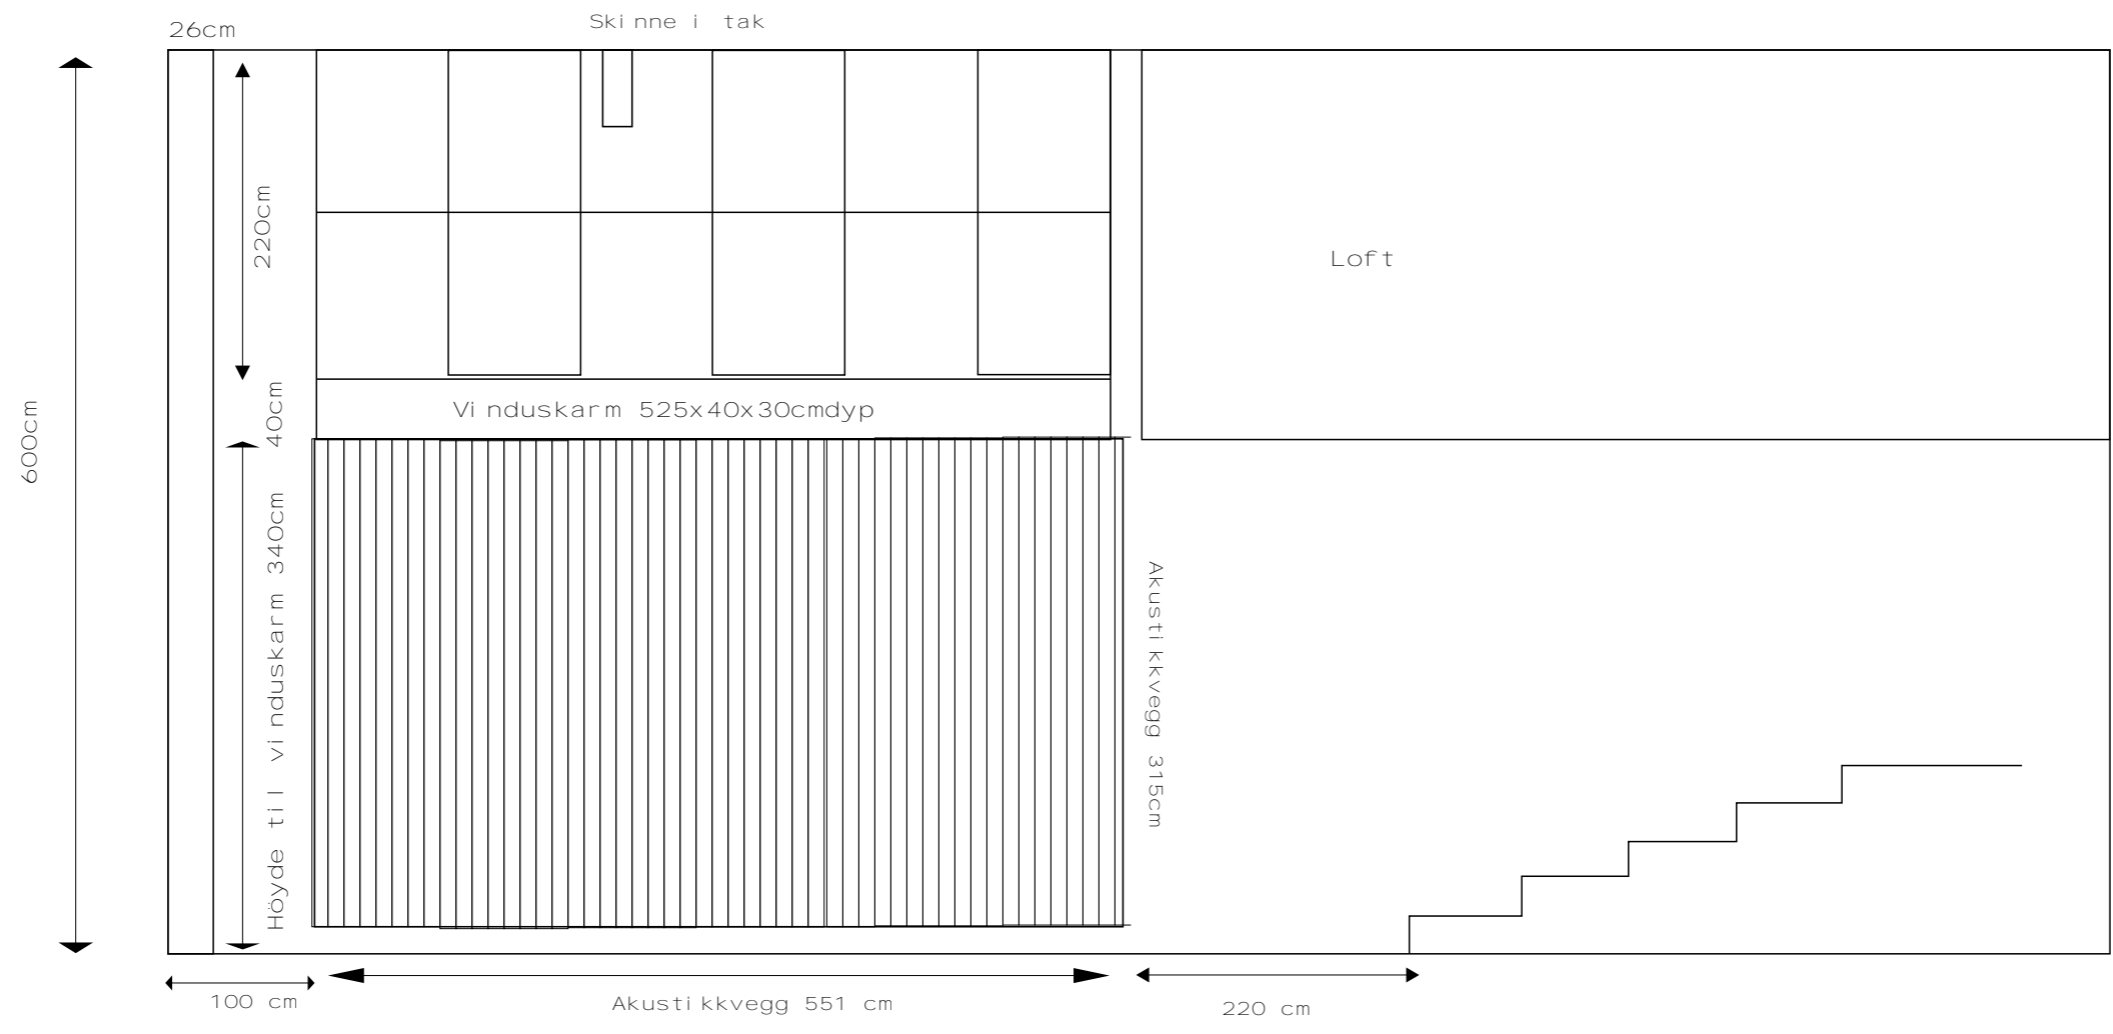 Skinne i tak
26cm
220cm
Loft
600cm
40cm
Vinduskarm 525x40x30cmdyp
Höyde til vinduskarm 340cm
Akustikkvegg 315cm
100 cm
Akustikkvegg 551 cm
220 cm